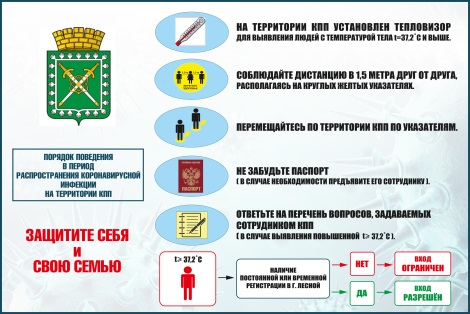 НА ТЕРРИТОРИИ КПП УСТАНОВЛЕН ТЕПЛОВИЗОР
ДЛЯ ВЫЯВЛЕНИЯ ЛЮДЕЙ С ТЕМПЕРАТУРОЙ ТЕЛА t=37,2˚С И ВЫШЕ.
СОБЛЮДАЙТЕ ДИСТАНЦИЮ В 1,5 МЕТРА ДРУГ ОТ ДРУГА,
РАСПОЛАГАЯСЬ НА КРУГЛЫХ ЖЕЛТЫХ УКАЗАТЕЛЯХ.
ПЕРЕМЕЩАЙТЕСЬ ПО ТЕРРИТОРИИ КПП ПО УКАЗАТЕЛЯМ.
ПОРЯДОК ПОВЕДЕНИЯ
В ПЕРИОД
РАСПРОСТРАНЕНИЯ КОРОНАВИРУСНОЙ
ИНФЕКЦИИ
НА ТЕРРИТОРИИ КПП
ПАСПОРТ
НЕ ЗАБУДЬТЕ ПАСПОРТ
( В СЛУЧАЕ НЕОБХОДИМОСТИ ПРЕДЪЯВИТЕ ЕГО СОТРУДНИКУ ).
ОТВЕТЬТЕ НА ПЕРЕЧЕНЬ ВОПРОСОВ, ЗАДАВАЕМЫХ
СОТРУДНИКОМ КПП
( В СЛУЧАЕ ВЫЯВЛЕНИЯ ПОВЫШЕННОЙ t> 37,2˚С ).
ЗАЩИТИТЕ СЕБЯ
И
СВОЮ СЕМЬЮ
t> 37,2˚С
НАЛИЧИЕ
ПОСТОЯННОЙ ИЛИ ВРЕМЕННОЙ
РЕГИСТРАЦИИ В Г. ЛЕСНОЙ
НЕТ
ВХОД
ОГРАНИЧЕН
ДА
ВХОД
РАЗРЕШЁН